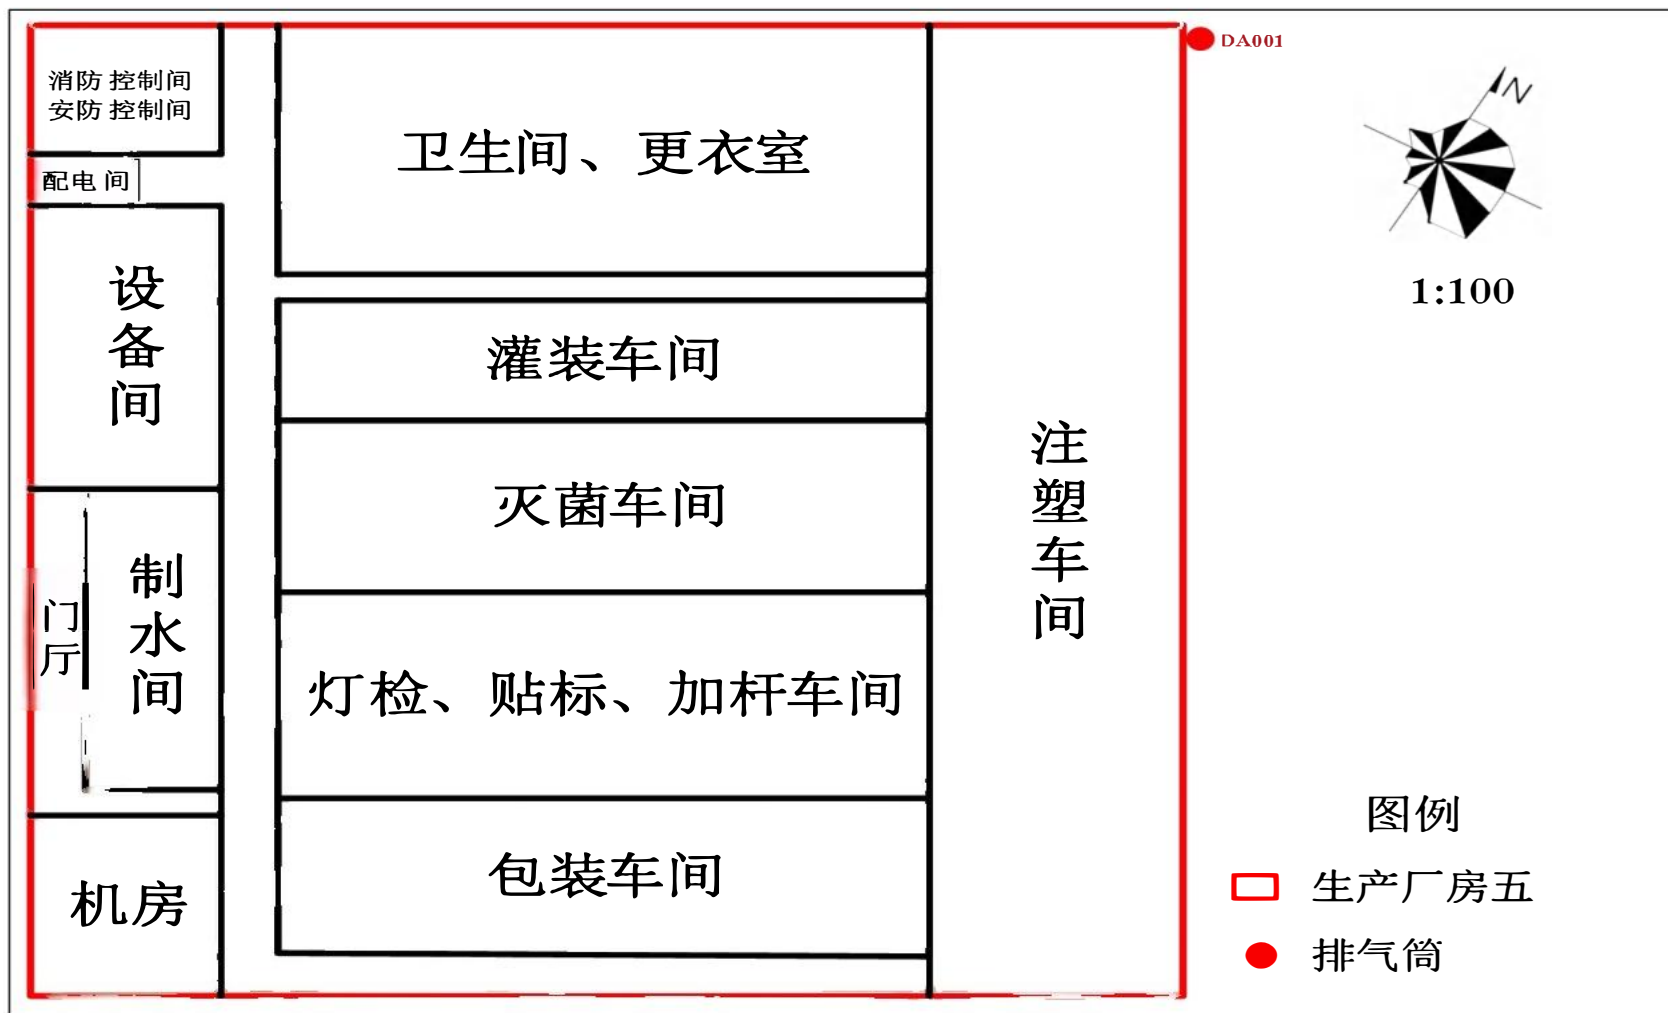 消防控制间
安防控制间
DA001
N
卫生间、更衣室
配电间
设备间
1:100
灌装车间
灭菌车间
注塑车间
制水间
门厅
灯检、贴标、加杆车间
图例
包装车间
机房
生产厂房五
排气筒